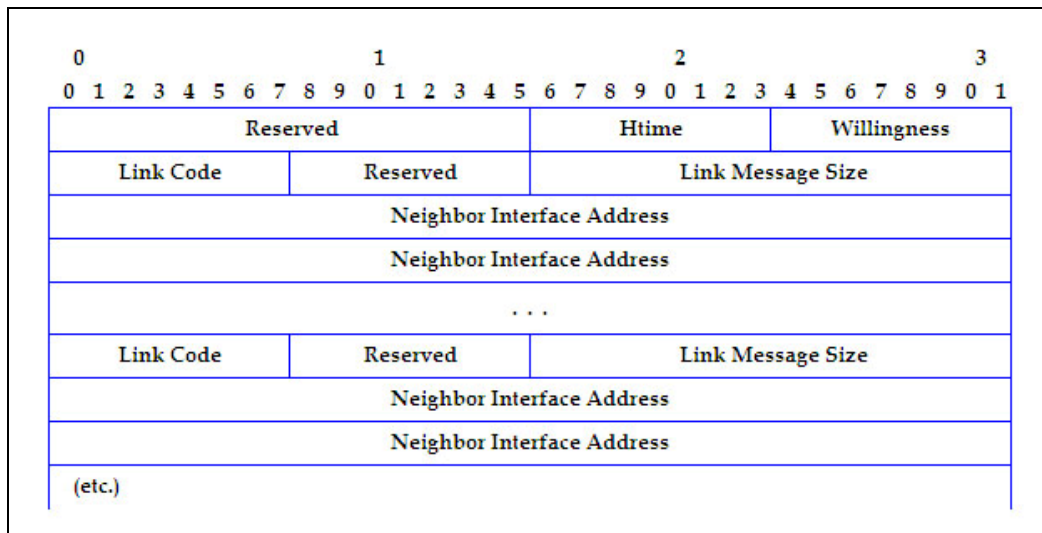 0 1 2 3
0 1 2 3 4 5 6 7 8 9 0 1 2 3 4 5 6 7 8 9 0 1 2 3 4 5 6 7 8 9 0 1
Reserved Htime Willingness
Link Code Reserved Link Message Size
Neighbor Interface Address
Neighbor Interface Address
. . .
Link Code Reserved Link Message Size
Neighbor Interface Address
Neighbor Interface Address
(etc.)